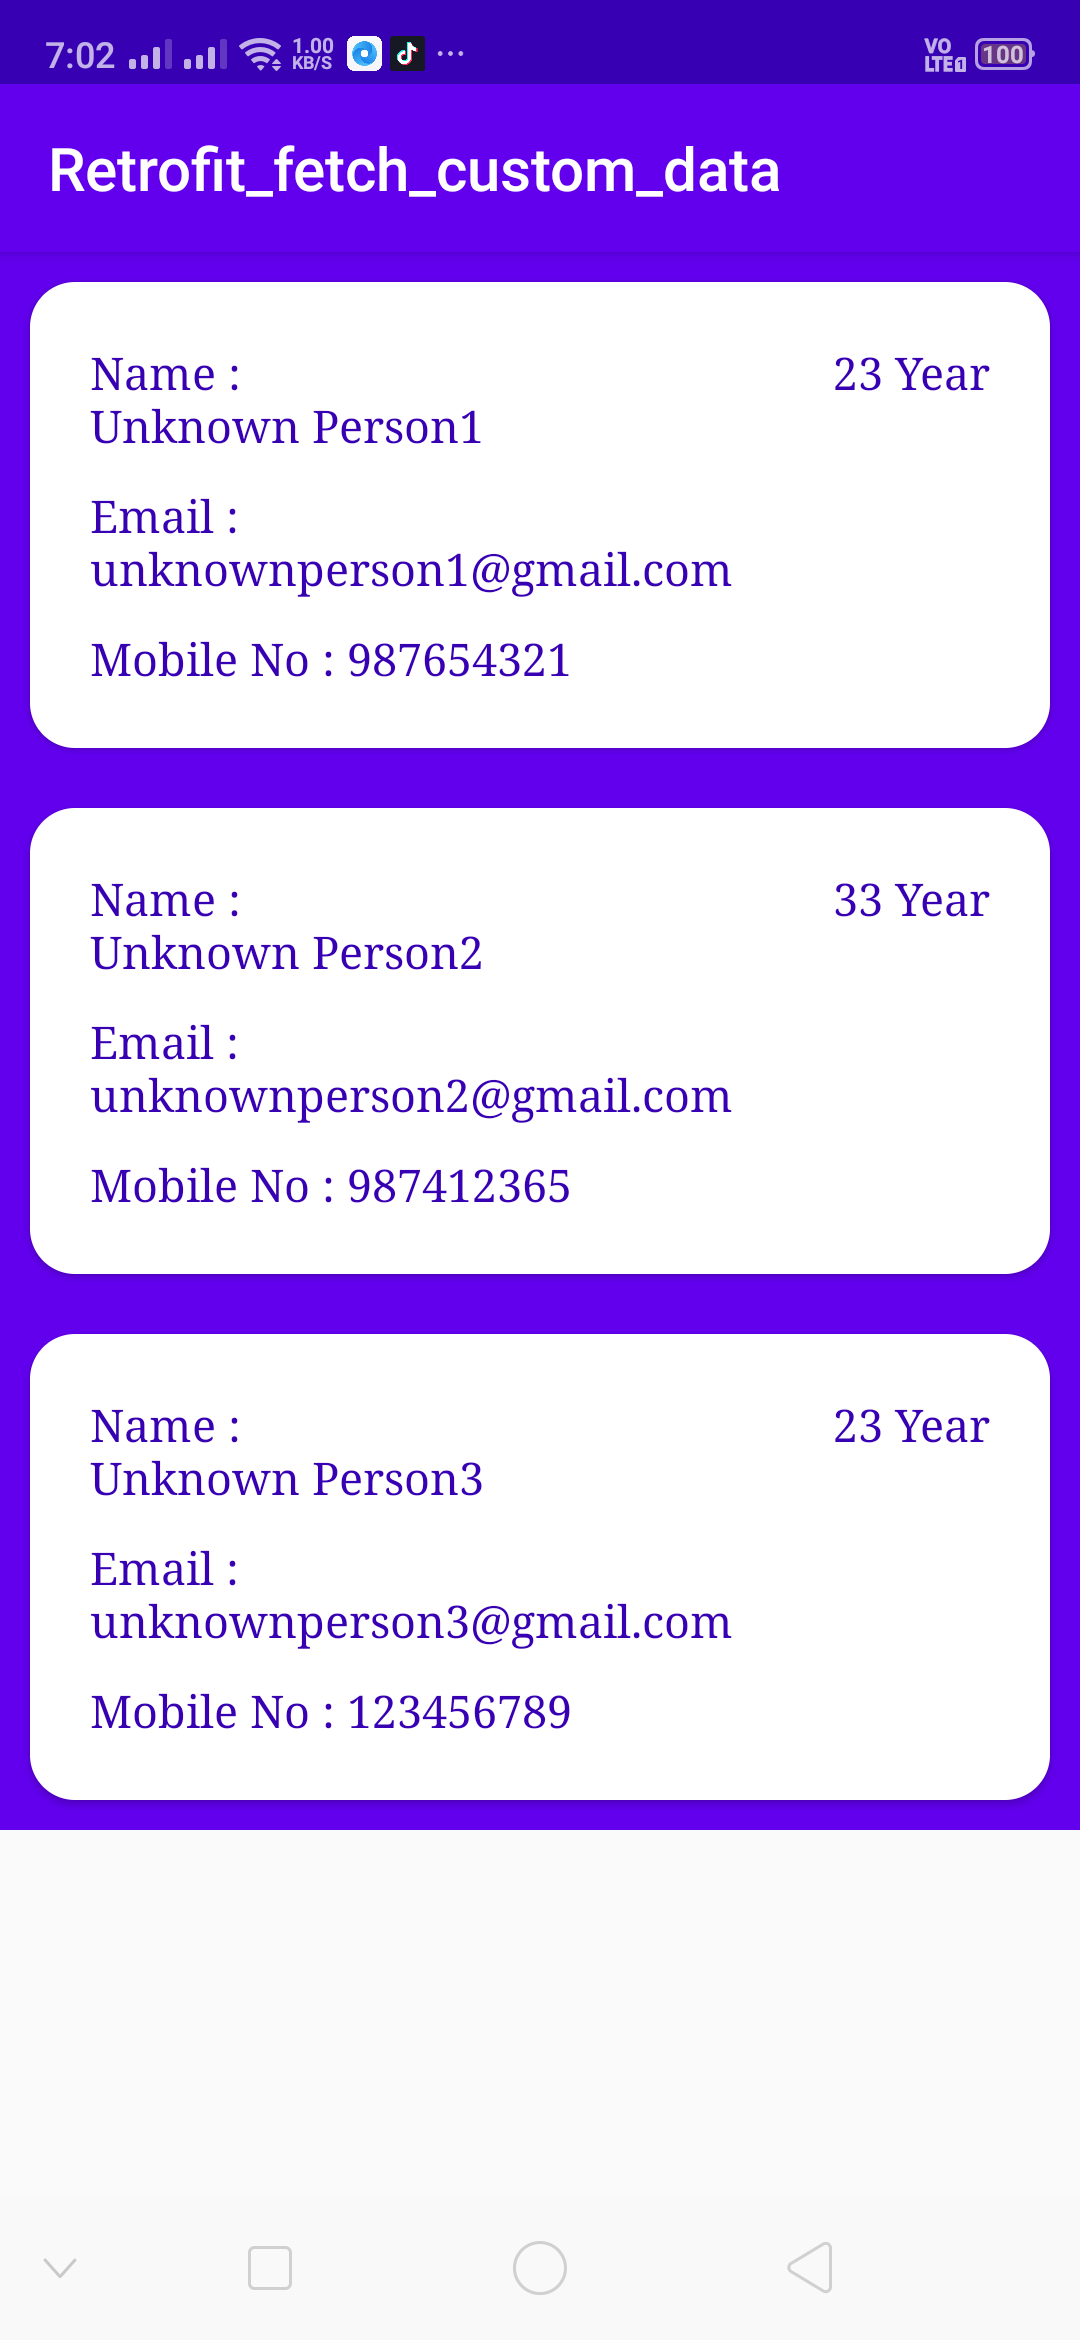 7:02 1.00 KB/S ... VO LTE 1 100
Retrofit_fetch_custom_data
Name : 23 Year
Unknown Person1
Email :
unknownperson1@gmail.com
Mobile No : 987654321
Name : 33 Year
Unknown Person2
Email :
unknownperson2@gmail.com
Mobile No : 987412365
Name : 23 Year
Unknown Person3
Email :
unknownperson3@gmail.com
Mobile No : 123456789